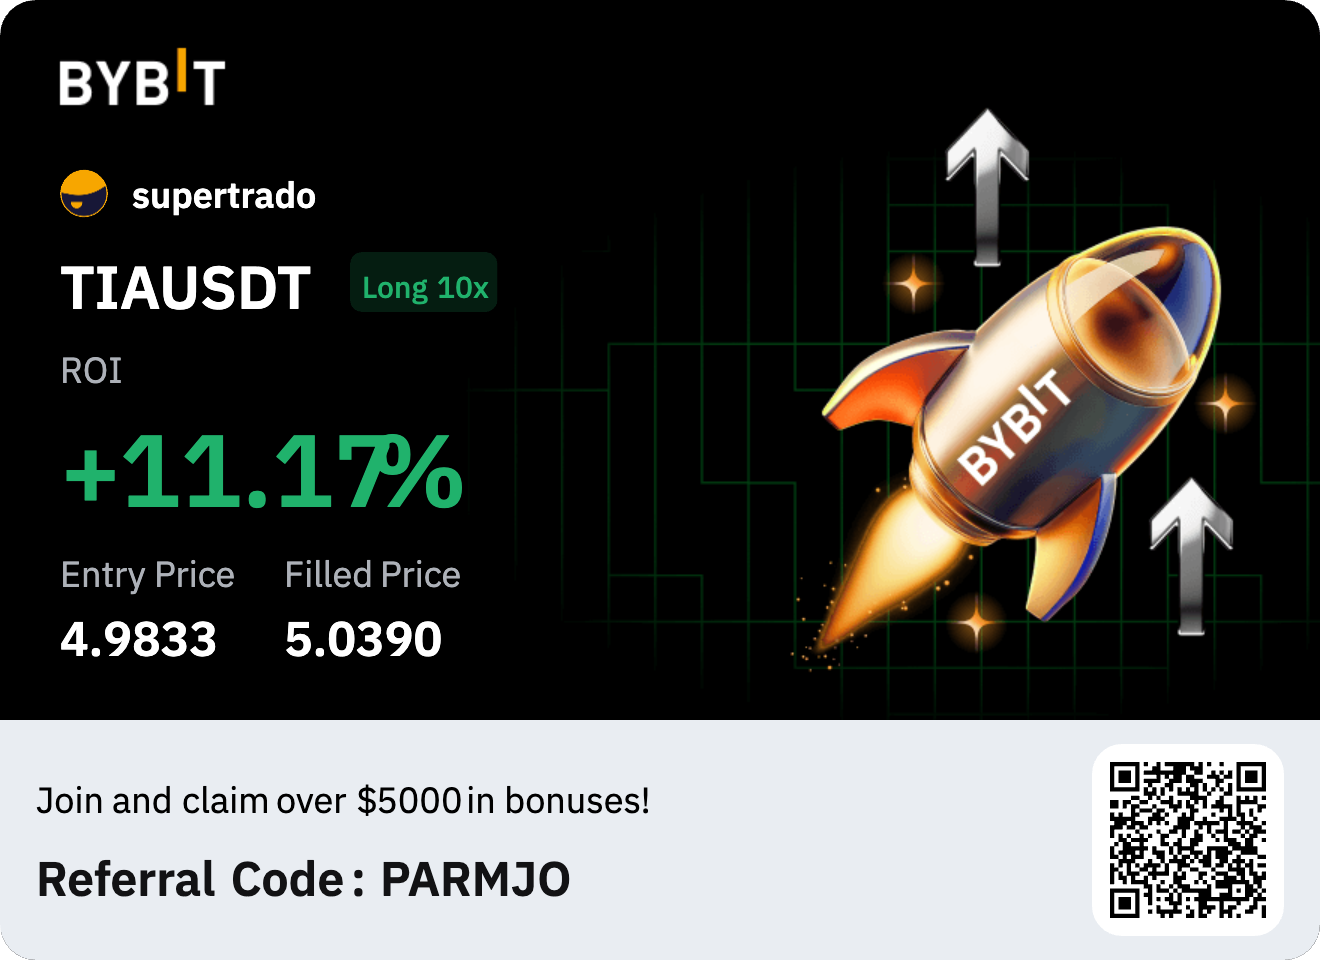 BYBIT
supertrado
TIAUSDT Long 10x
ROI
+11.17%
Entry Price Filled Price
4.9833 5.0390
BYBIT
Join and claim over $5000 in bonuses!
Referral Code: PARMJO